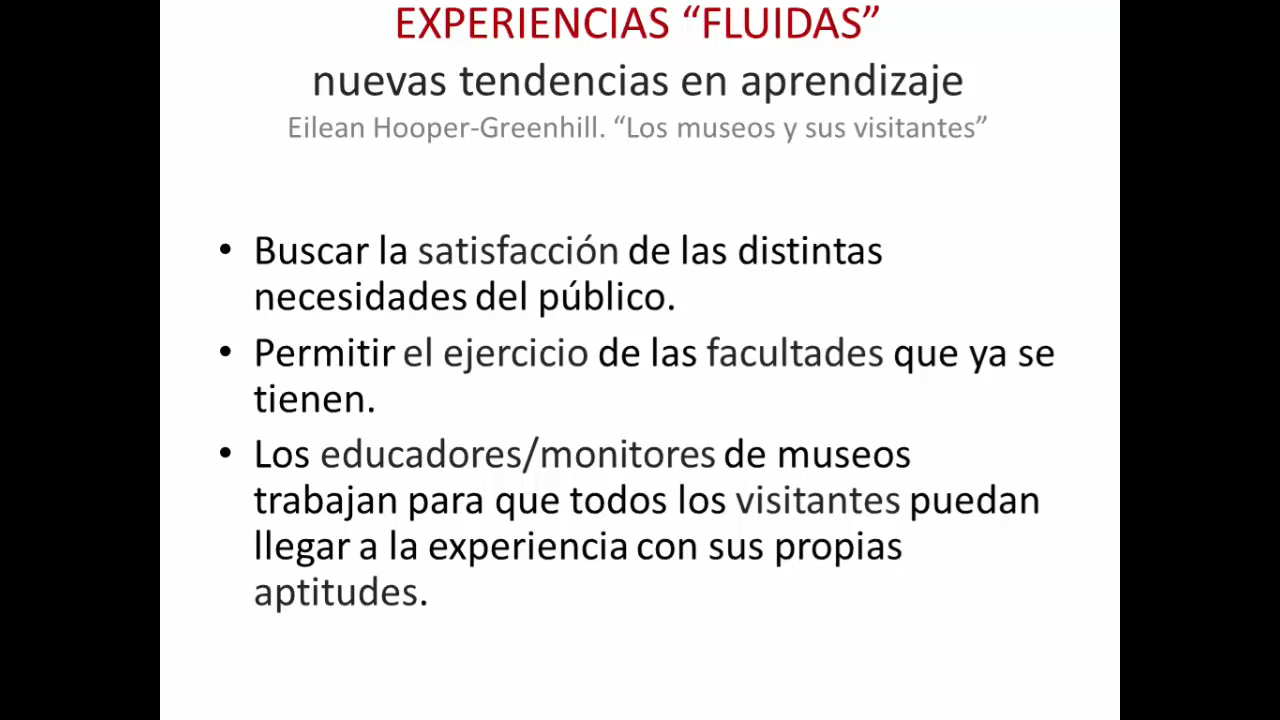 EXPERIENCIAS “FLUIDAS”
nuevas tendencias en aprendizaje
Eilean Hooper-Greenhill. “Los museos y sus visitantes”
• Buscar la satisfacción de las distintas
necesidades del público.
• Permitir el ejercicio de las facultades que ya se
tienen.
• Los educadores/monitores de museos
trabajan para que todos los visitantes puedan
llegar a la experiencia con sus propias
aptitudes.